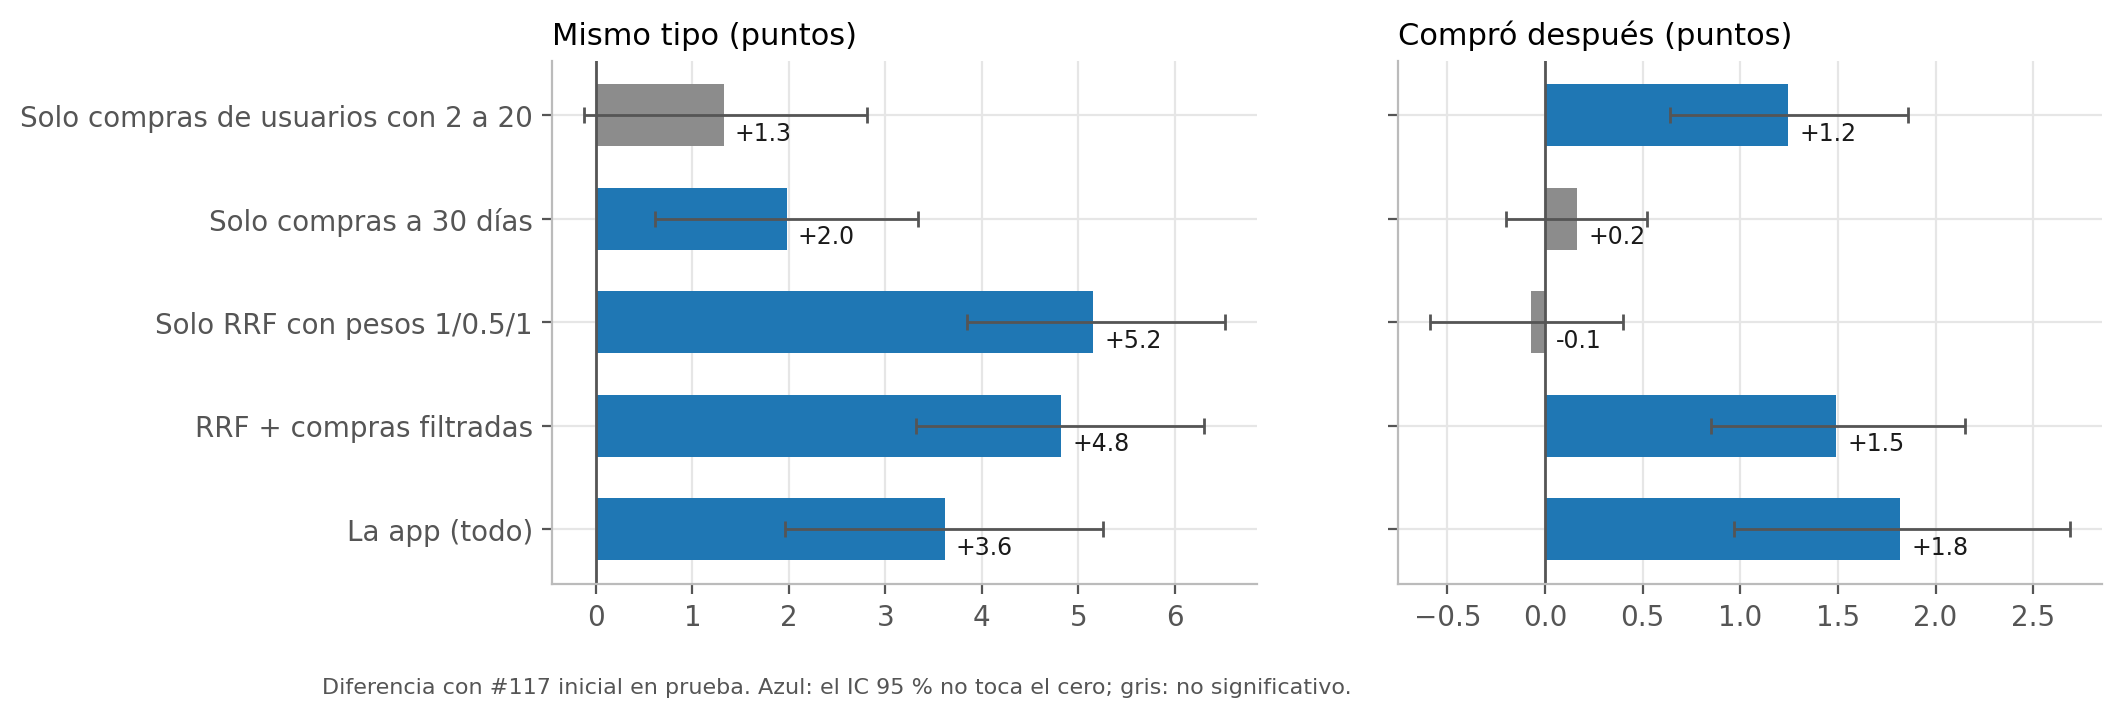 Mismo tipo (puntos)
Compró después (puntos)
Solo compras de usuarios con 2 a 20
+1.3
+1.2
Solo compras a 30 días
+2.0
+0.2
Solo RRF con pesos 1/0.5/1
+5.2
-0.1
RRF + compras filtradas
+4.8
+1.5
La app (todo)
+3.6
+1.8
0 1 2 3 4 5 6
−0.5 0.0 0.5 1.0 1.5 2.0 2.5
Diferencia con #117 inicial en prueba. Azul: el IC 95 % no toca el cero; gris: no significativo.